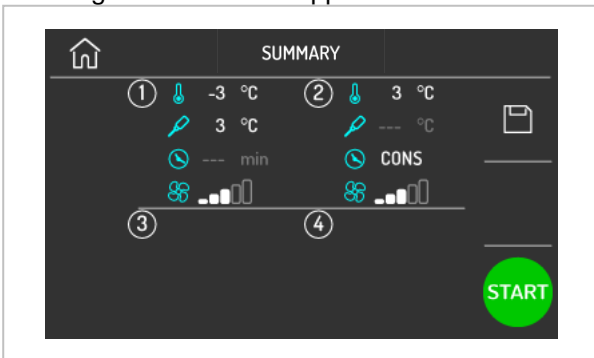 SUMMARY
1 -3 °C 2 3 °C
3 °C --- °C
--- min CONS
3 4
START